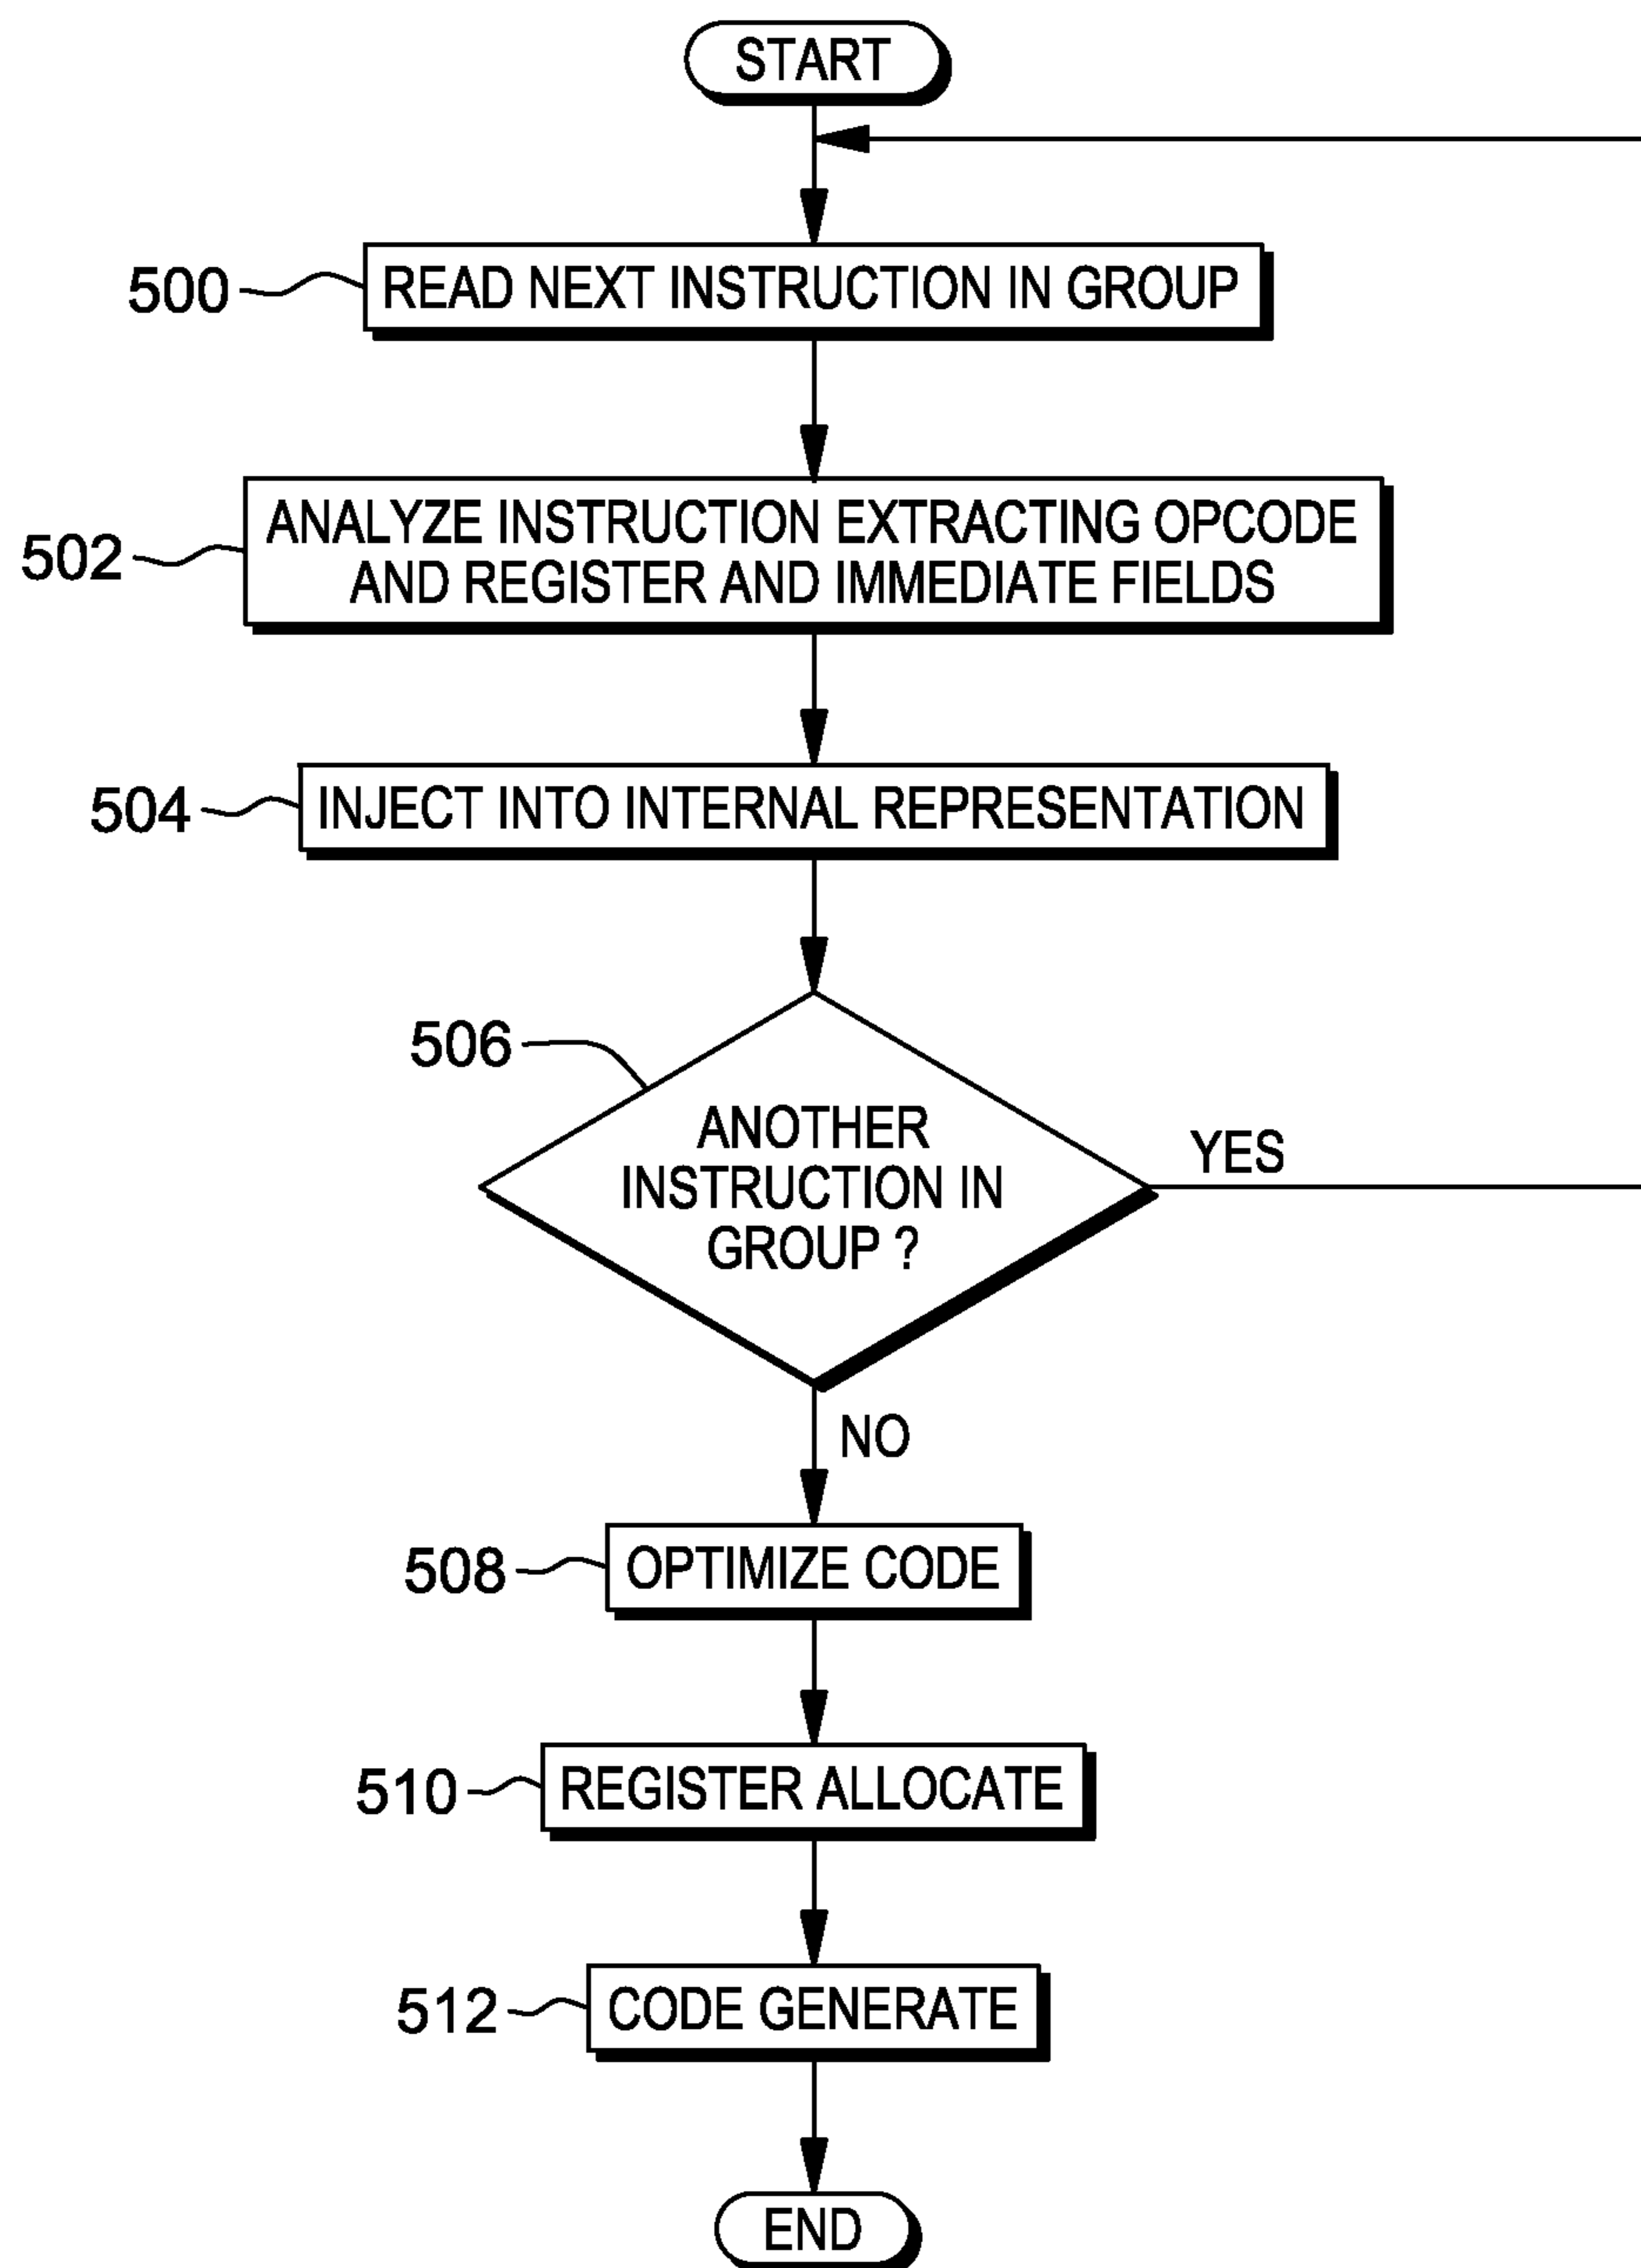 START
500
READ NEXT INSTRUCTION IN GROUP
502
ANALYZE INSTRUCTION EXTRACTING OPCODE
AND REGISTER AND IMMEDIATE FIELDS
504
INJECT INTO INTERNAL REPRESENTATION
506
ANOTHER
INSTRUCTION IN
GROUP ?
YES
NO
508
OPTIMIZE CODE
510
REGISTER ALLOCATE
512
CODE GENERATE
END